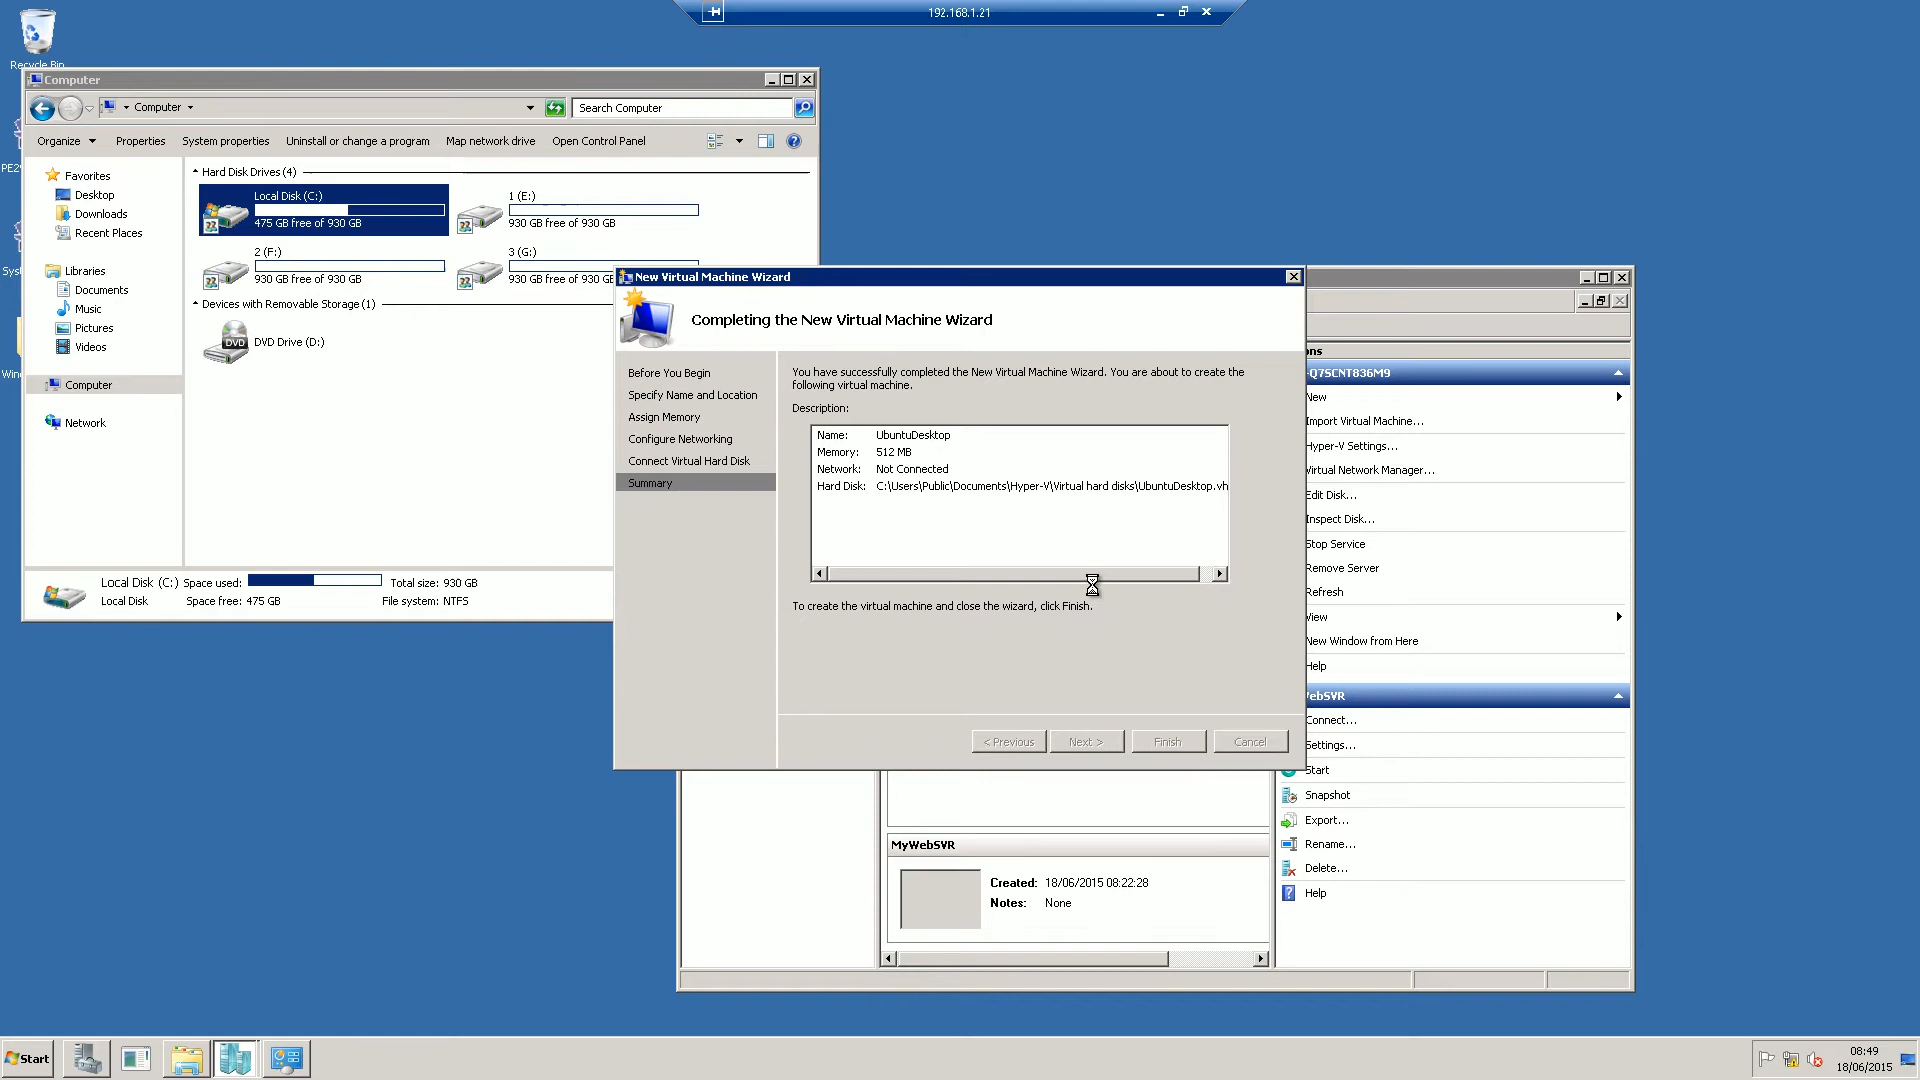 192.168.1.21
Recycle Bin
Computer
Computer
Search Computer
Organize
Properties
System properties
Uninstall or change a program
Map network drive
Open Control Panel
Favorites
Desktop
Downloads
Recent Places
Libraries
Documents
Music
Pictures
Videos
Computer
Network
Hard Disk Drives (4)
Local Disk (C:)
475 GB free of 930 GB
1 (E:)
930 GB free of 930 GB
2 (F:)
930 GB free of 930 GB
3 (G:)
930 GB free of 930 GB
Devices with Removable Storage (1)
DVD
DVD Drive (D:)
Local Disk (C:) Space used:
Total size: 930 GB
Local Disk
Space free: 475 GB
File system: NTFS
New Virtual Machine Wizard
Completing the New Virtual Machine Wizard
Before You Begin
Specify Name and Location
Assign Memory
Configure Networking
Connect Virtual Hard Disk
Summary
You have successfully completed the New Virtual Machine Wizard. You are about to create the
following virtual machine.
Description:
Name: UbuntuDesktop
Memory: 512 MB
Network: Not Connected
Hard Disk: C:\Users\Public\Documents\Hyper-V\Virtual hard disks\UbuntuDesktop.vh
To create the virtual machine and close the wizard, click Finish.
< Previous
Next >
Finish
Cancel
ons
-Q7SCNT836M9
New
Import Virtual Machine...
Hyper-V Settings...
Virtual Network Manager...
Edit Disk...
Inspect Disk...
Stop Service
Remove Server
Refresh
View
New Window from Here
Help
WebSVR
Connect...
Settings...
Start
Snapshot
Export...
Rename...
Delete...
Help
MyWebSVR
Created: 18/06/2015 08:22:28
Notes: None
Start
08:49
18/06/2015